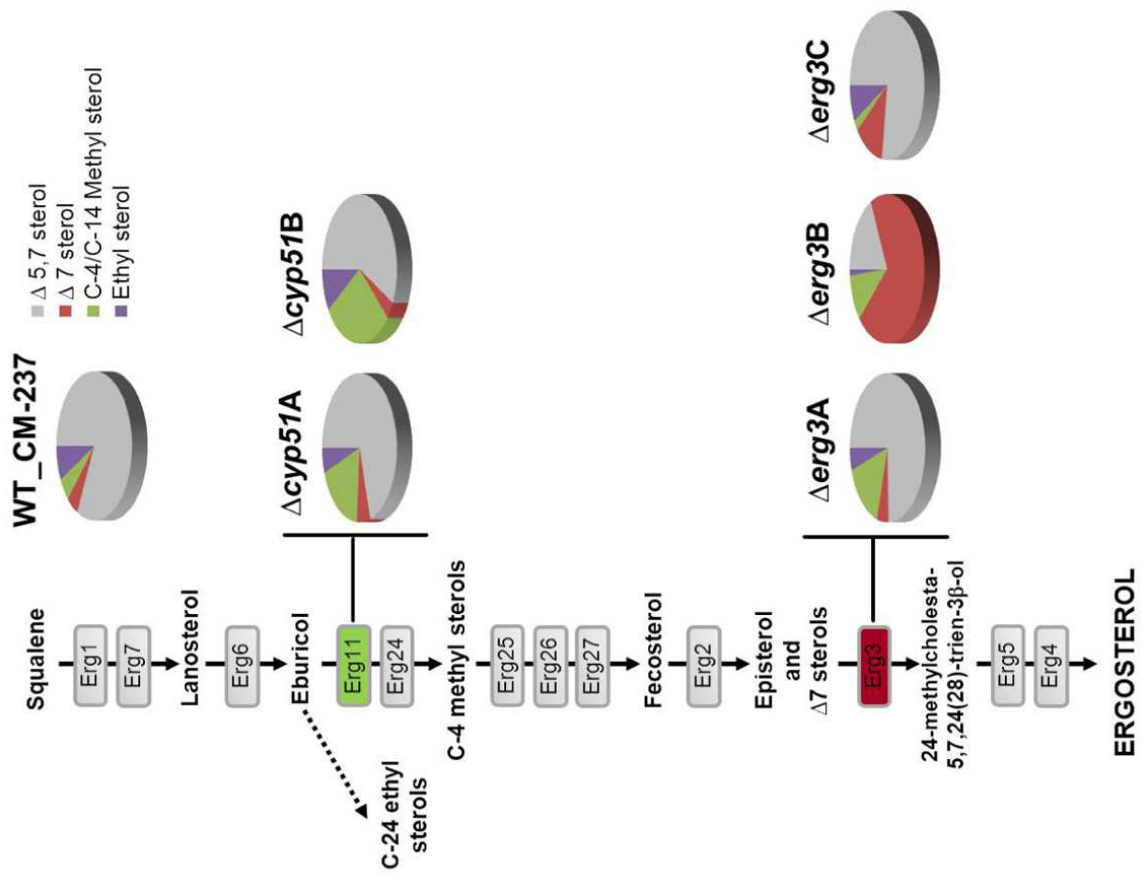 WT_CM-237
Δ 5,7 sterol
Δ 7 sterol
C-4/C-14 Methyl sterol
Ethyl sterol
Squalene
Erg1
Erg7
Lanosterol
Erg6
Eburicol
C-24 ethyl
sterols
Erg11
Erg24
Δcyp51A
Δcyp51B
C-4 methyl sterols
Erg25
Erg26
Erg27
Fecosterol
Erg2
Episterol
and
Δ7 sterols
Erg3
Δerg3A
Δerg3B
Δerg3C
24-methylcholesta-
5,7,24(28)-trien-3β-ol
Erg5
Erg4
ERGOSTEROL